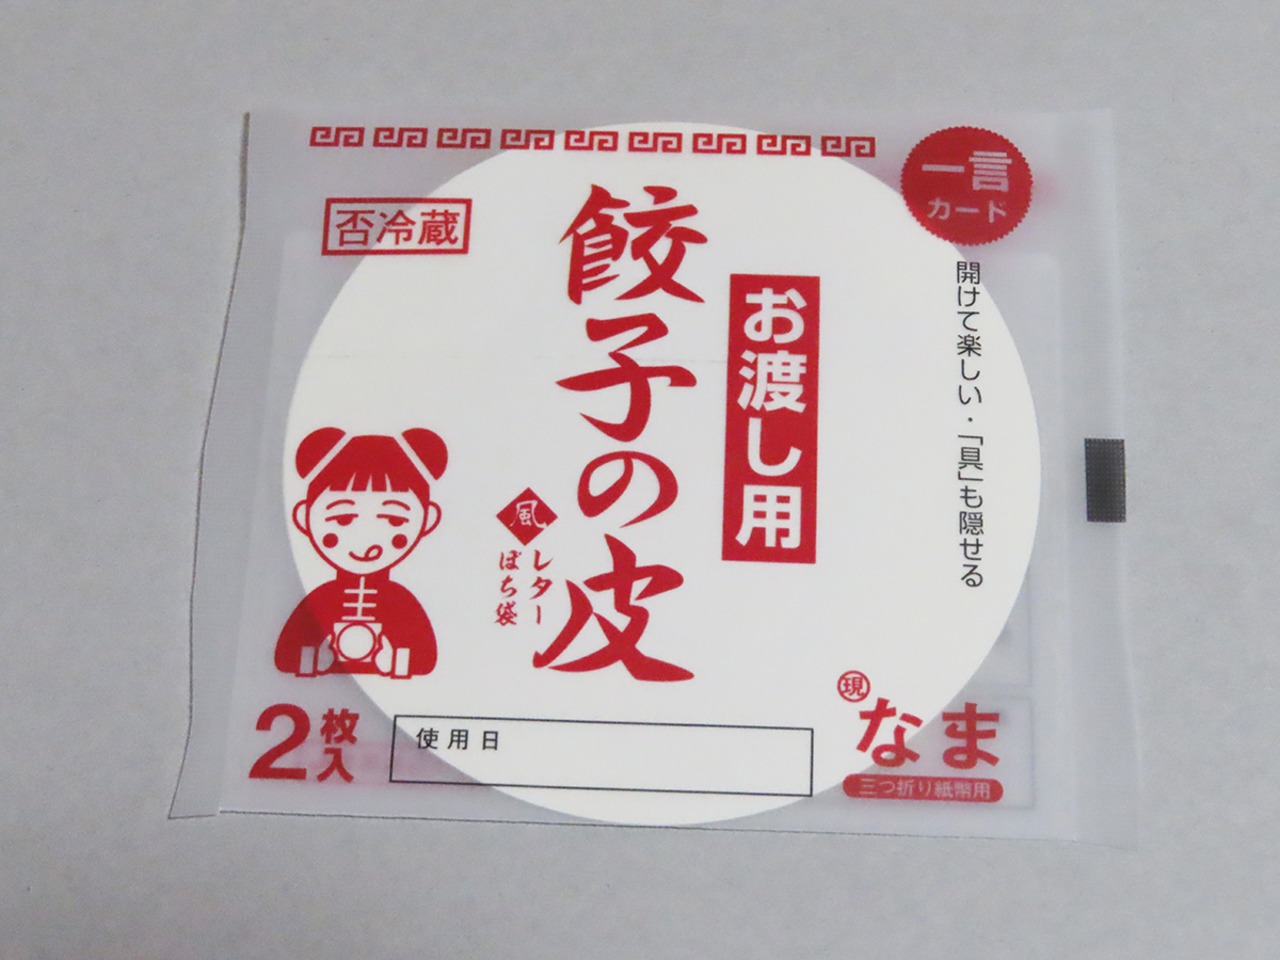 一言
カード
否冷蔵
餃子の皮
お渡し用
開けて楽しい・「具」も隠せる
風
レター
ぽち袋
2枚入
使用日
現
なま
三つ折り紙幣用